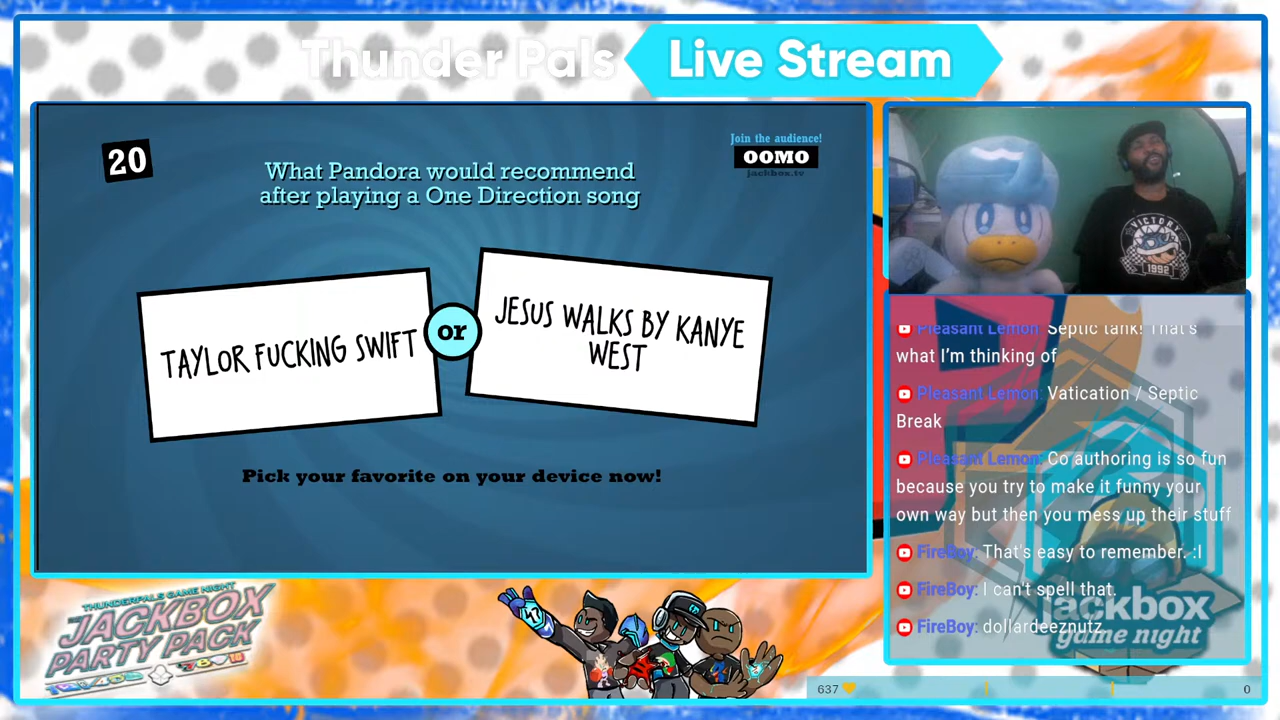 Thunder Pals
Live Stream
20
What Pandora would recommend
after playing a One Direction song
Join the audience!
OOMO
jackbox.tv
TAYLOR FUCKING SWIFT
or
JESUS WALKS BY KANYE
WEST
Pick your favorite on your device now!
VICTORY
1992
Pleasant Lemon: Septic tank! That's
what I'm thinking of
Pleasant Lemon: Vatication / Septic
Break
Pleasant Lemon: Co authoring is so fun
because you try to make it funny your
own way but then you mess up their stuff
FireBoy: That's easy to remember. :l
FireBoy: I can't spell that.
FireBoy: dollardeeznutz
jackbox
game night
THUNDERPALS GAME NIGHT
JACKBOX
PARTY PACK
637
0